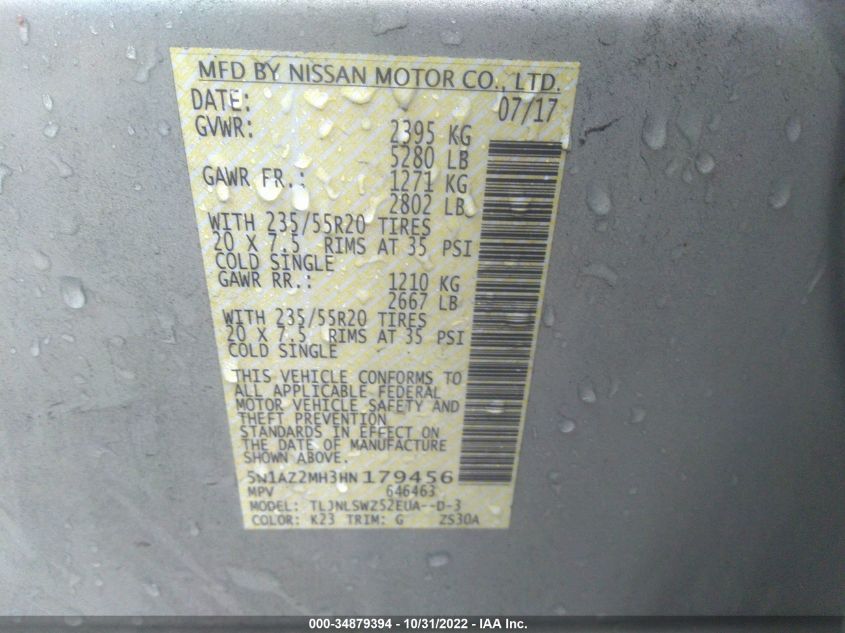 MFD BY NISSAN MOTOR CO., LTD.
DATE: 07/17
GVWR: 2395 KG
5280 LB
GAWR FR.: 1271 KG
2802 LB
WITH 235/55R20 TIRES
20 X 7.5 RIMS AT 35 PSI
COLD SINGLE
GAWR RR.: 1210 KG
2667 LB
WITH 235/55R20 TIRES
20 X 7.5 RIMS AT 35 PSI
COLD SINGLE
THIS VEHICLE CONFORMS TO
ALL APPLICABLE FEDERAL
MOTOR VEHICLE SAFETY AND
THEFT PREVENTION
STANDARDS IN EFFECT ON
THE DATE OF MANUFACTURE
SHOWN ABOVE.
5N1AZ2MH3HN179456
MPV 646463
MODEL: TLJNLSWZ52EUA--D-3
COLOR: K23 TRIM: G ZS30A
000-34879394 - 10/31/2022 - IAA Inc.